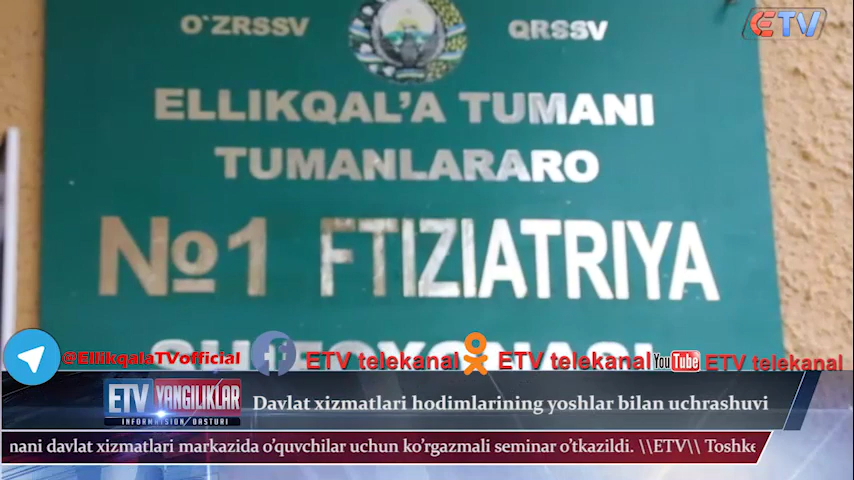 O`ZRSSV QRSSV
ETV
ELLIKQAL’A TUMANI
TUMANLARARO
№1 FTIZIATRIYA
SHIFOXONASI
@EllikqalaTVofficial ETV telekanal ETV telekanal YouTube ETV telekanal
ETV YANGILIKLAR
INFORMATSION DASTURI
Davlat xizmatlari hodimlarining yoshlar bilan uchrashuvi
nani davlat xizmatlari markazida o’quvchilar uchun ko’rgazmali seminar o’tkazildi. \\ETV\\ Toshke